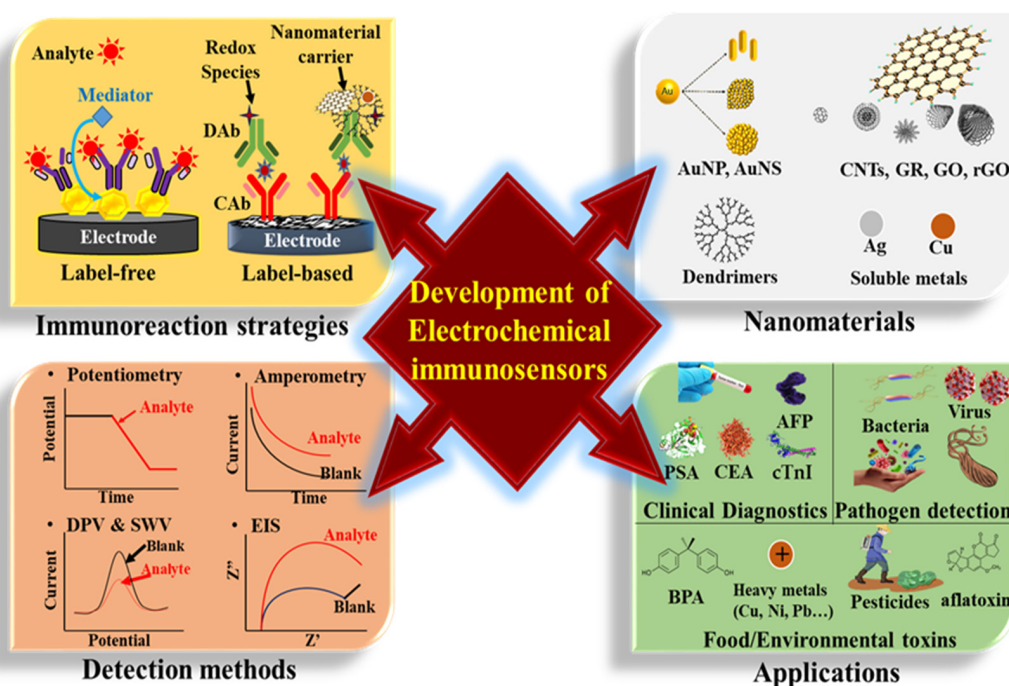 Analyte
Mediator
Redox
Species
Nanomaterial
carrier
DAb
CAb
Electrode
Electrode
Label-free
Label-based
Immunoreaction strategies
Au
AuNP, AuNS
CNTs, GR, GO, rGO
Dendrimers
Ag
Cu
Soluble metals
Nanomaterials
Development of
Electrochemical
immunosensors
• Potentiometry
Potential
Analyte
Time
• Amperometry
Current
Analyte
Blank
Time
• DPV & SWV
Current
Blank
Analyte
Potential
• EIS
Z"
Analyte
Blank
Z'
Detection methods
AFP
PSA
CEA
cTnI
Clinical Diagnostics
Bacteria
Virus
Pathogen detection
HO
OH
BPA
+
Heavy metals
(Cu, Ni, Pb...)
Pesticides
aflatoxin
Food/Environmental toxins
Applications